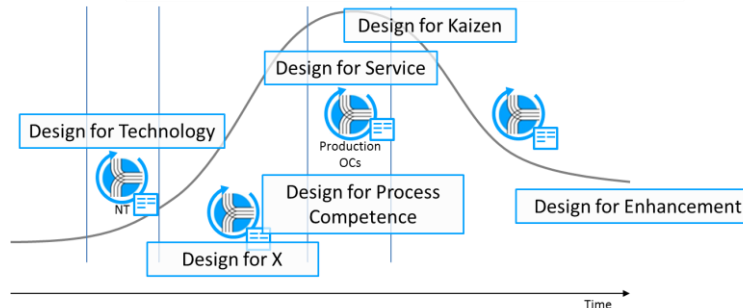 Design for Kaizen
Design for Service
Design for Technology
Production
OCs
NT
Design for Process
Competence
Design for Enhancement
Design for X
Time